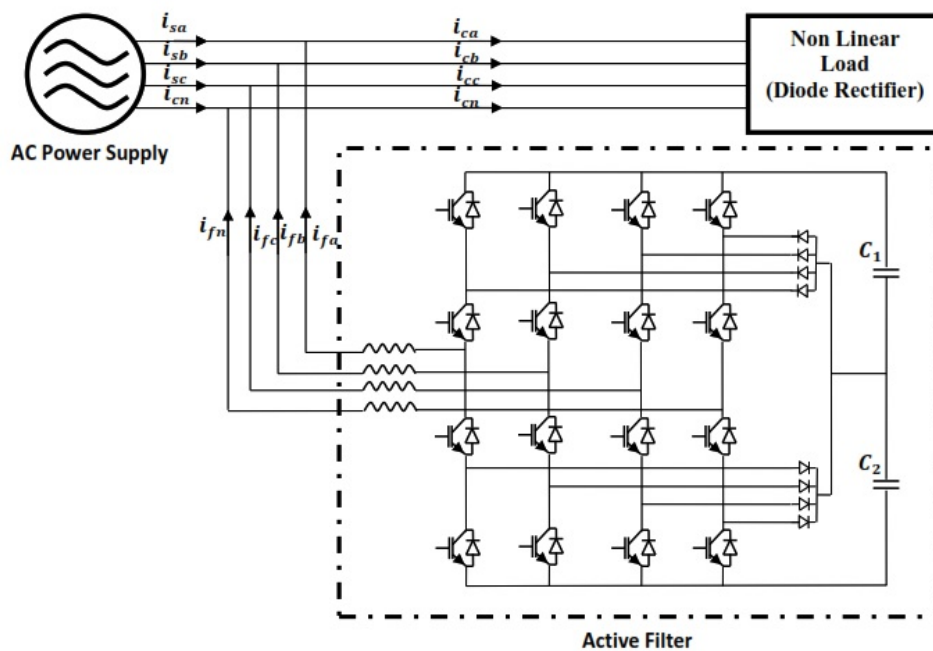 i_sa
i_sb
i_sc
i_cn
i_ca
i_cb
i_cc
i_cn
Non Linear
Load
(Diode Rectifier)
AC Power Supply
i_fn
i_fc
i_fb
i_fa
C_1
C_2
Active Filter